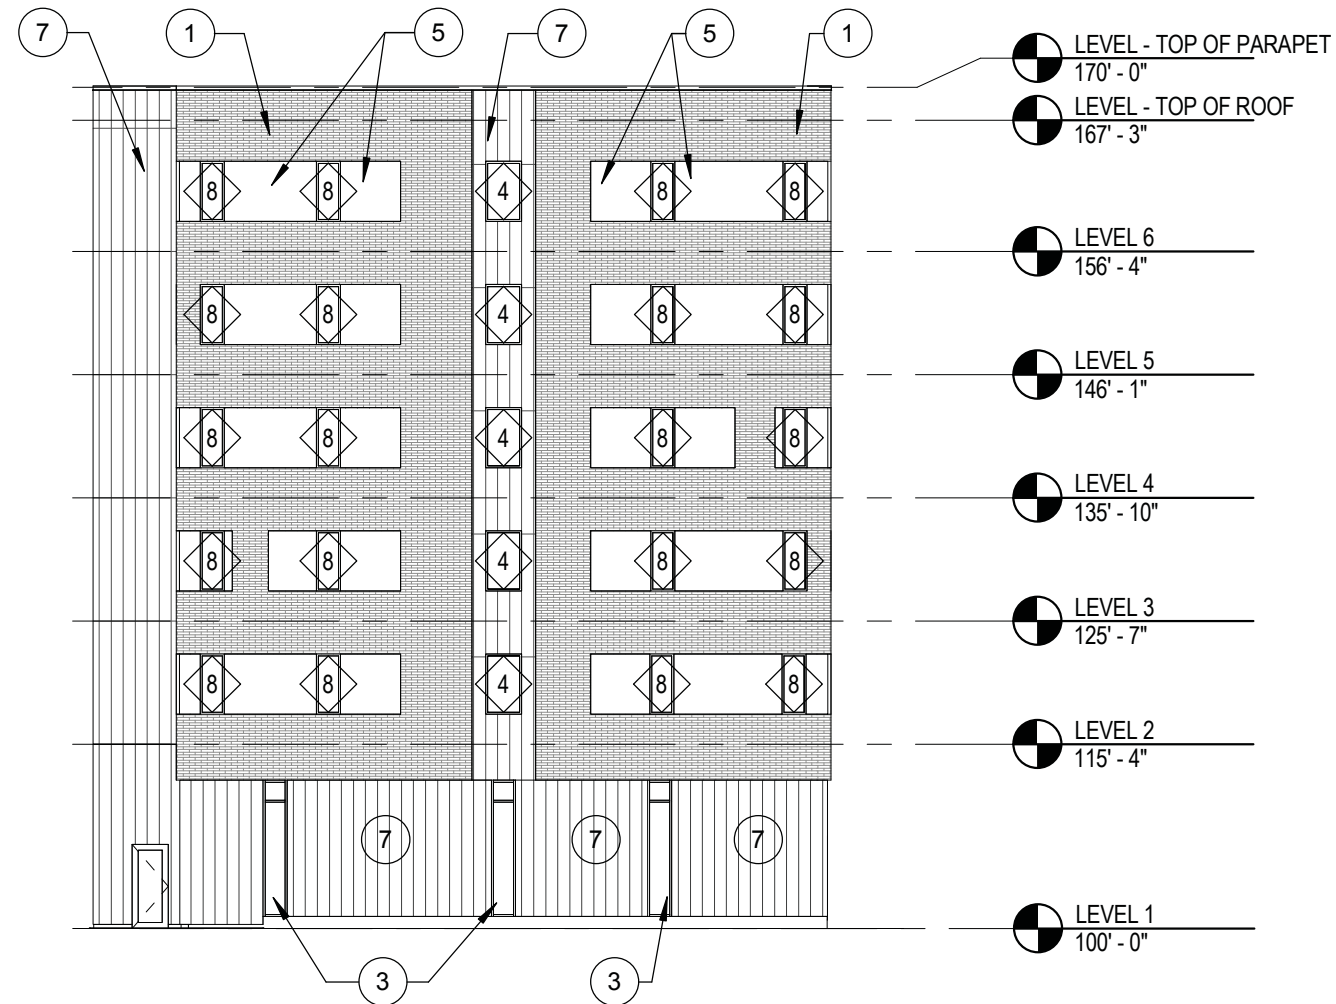 7 1 5 7 5 1
LEVEL - TOP OF PARAPET
170' - 0"
LEVEL - TOP OF ROOF
167' - 3"
8 8 4 8 8
LEVEL 6
156' - 4"
8 8 4 8 8
LEVEL 5
146' - 1"
8 8 4 8 8
LEVEL 4
135' - 10"
8 8 4 8 8
LEVEL 3
125' - 7"
8 8 4 8 8
LEVEL 2
115' - 4"
7 7 7
LEVEL 1
100' - 0"
3 3